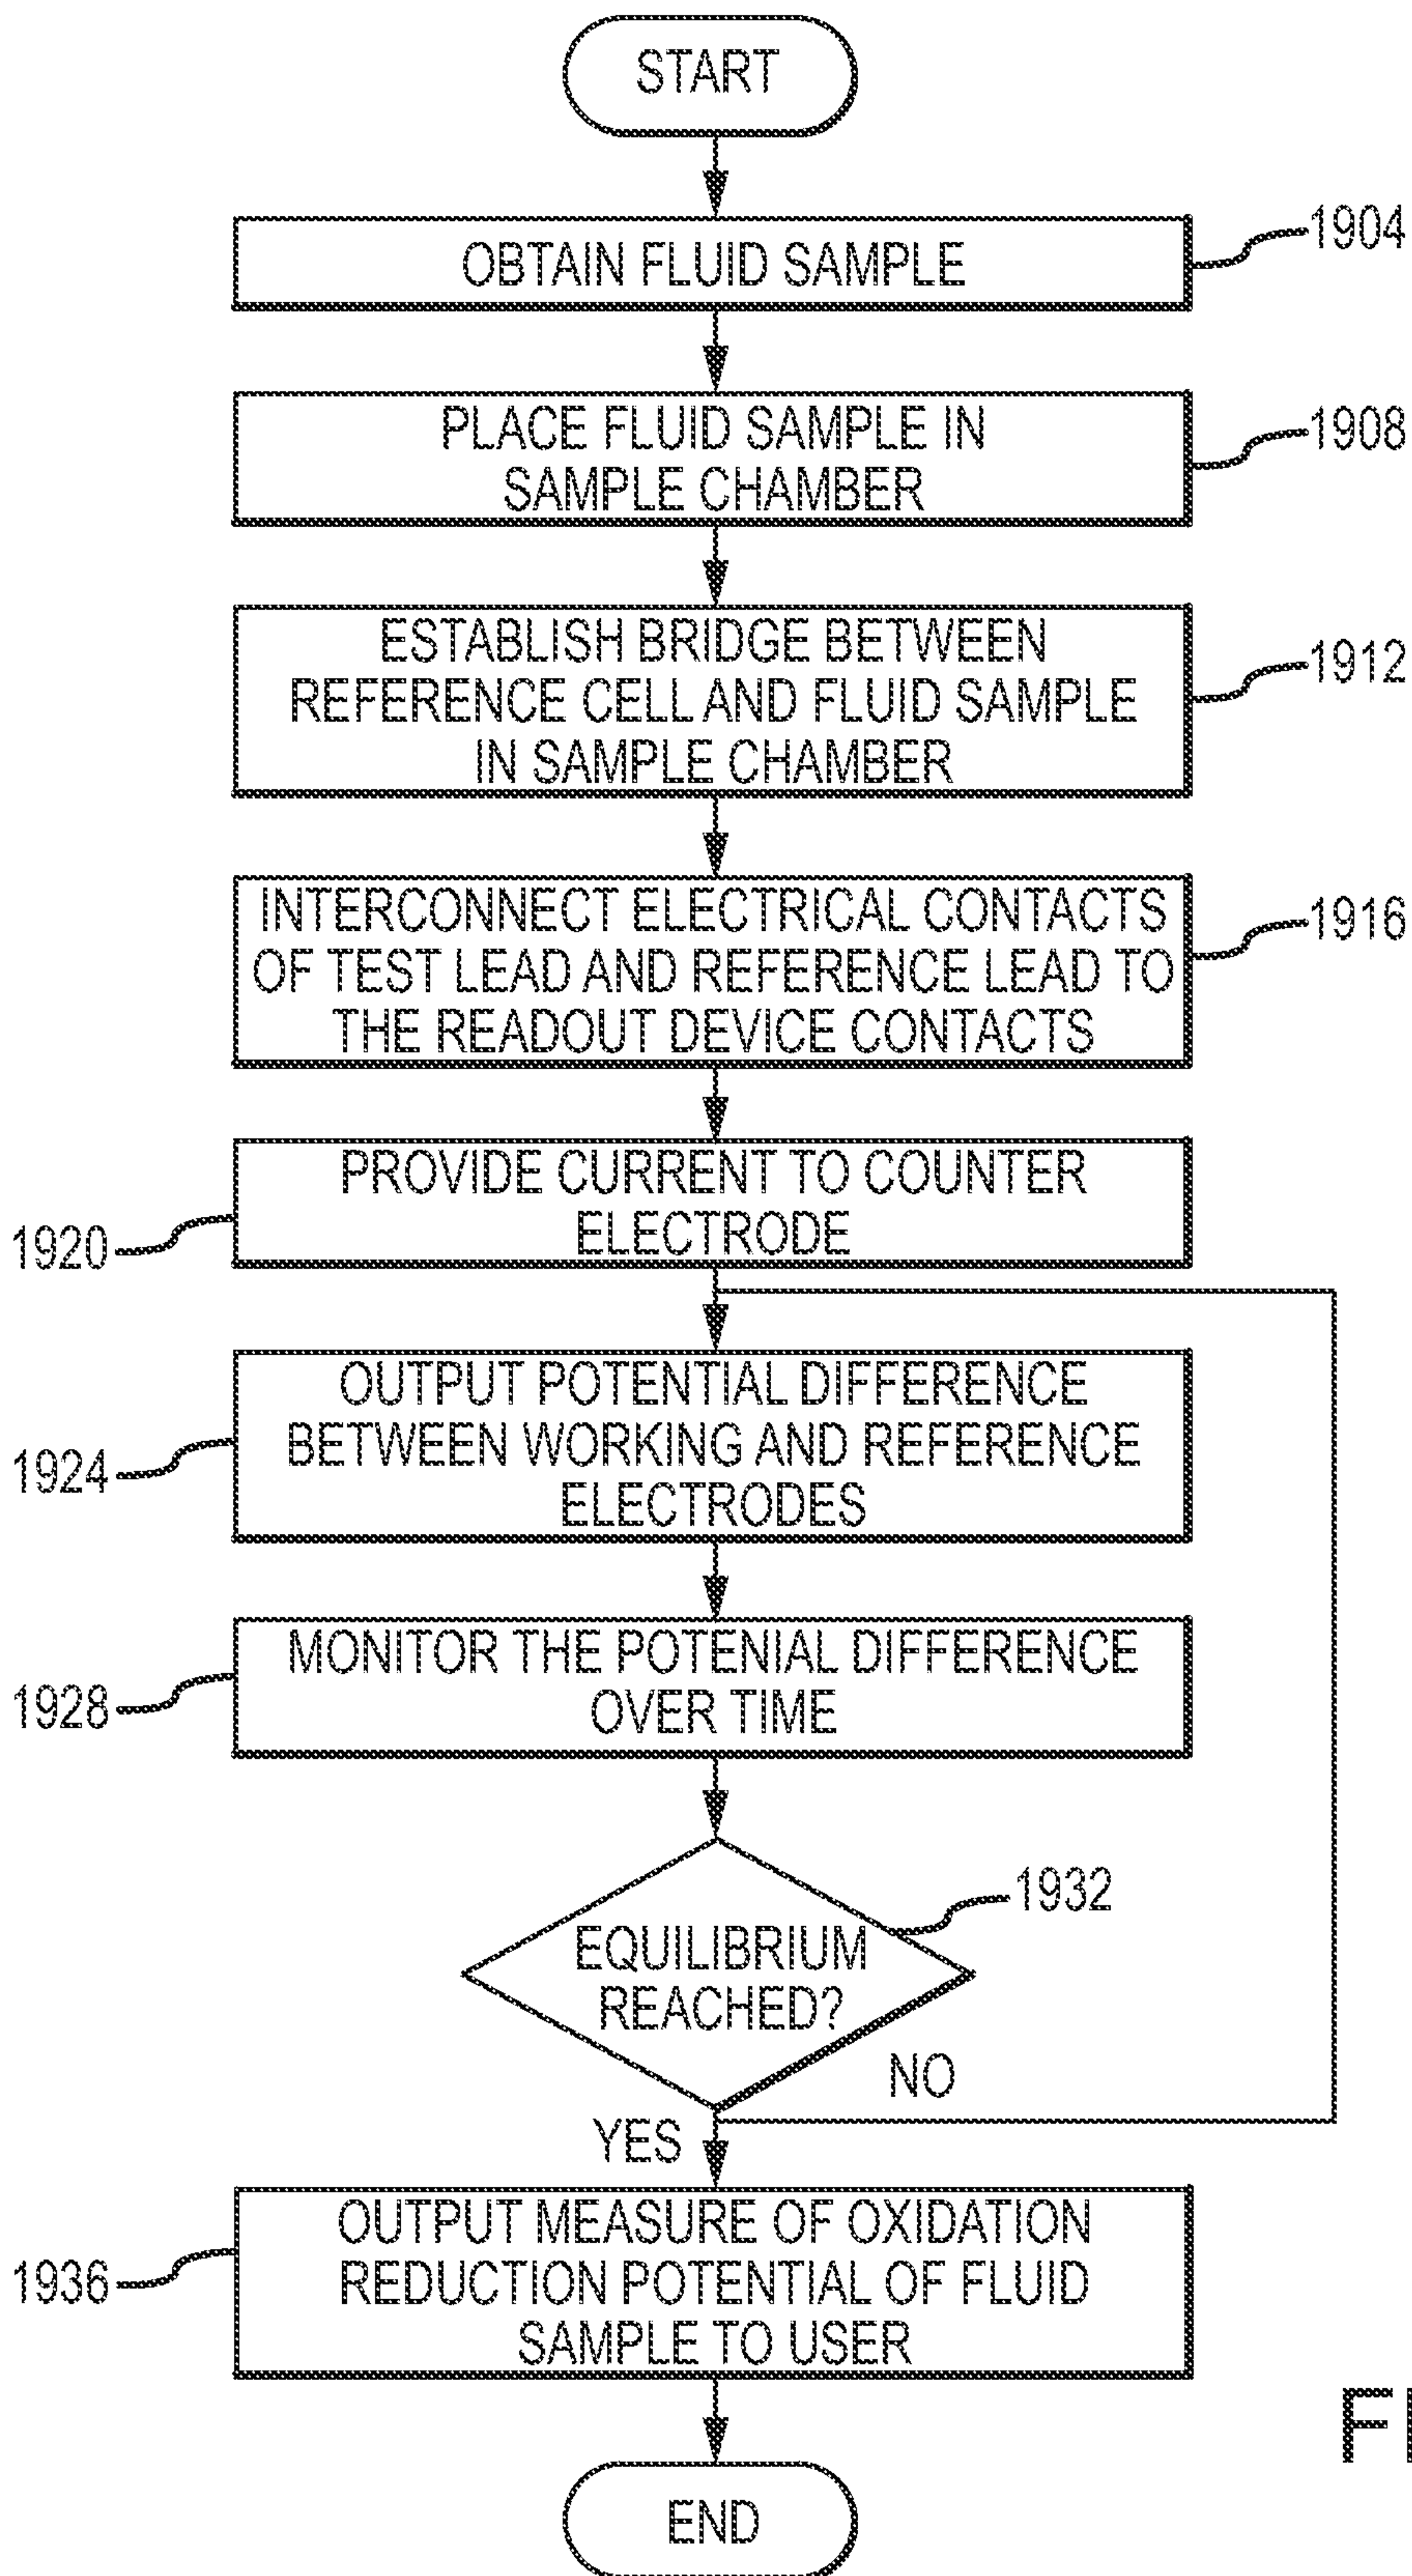 START
OBTAIN FLUID SAMPLE
1904
PLACE FLUID SAMPLE IN
SAMPLE CHAMBER
1908
ESTABLISH BRIDGE BETWEEN
REFERENCE CELL AND FLUID SAMPLE
IN SAMPLE CHAMBER
1912
INTERCONNECT ELECTRICAL CONTACTS
OF TEST LEAD AND REFERENCE LEAD TO
THE READOUT DEVICE CONTACTS
1916
PROVIDE CURRENT TO COUNTER
ELECTRODE
1920
OUTPUT POTENTIAL DIFFERENCE
BETWEEN WORKING AND REFERENCE
ELECTRODES
1924
MONITOR THE POTENIAL DIFFERENCE
OVER TIME
1928
EQUILIBRIUM
REACHED?
1932
NO
YES
OUTPUT MEASURE OF OXIDATION
REDUCTION POTENTIAL OF FLUID
SAMPLE TO USER
1936
END